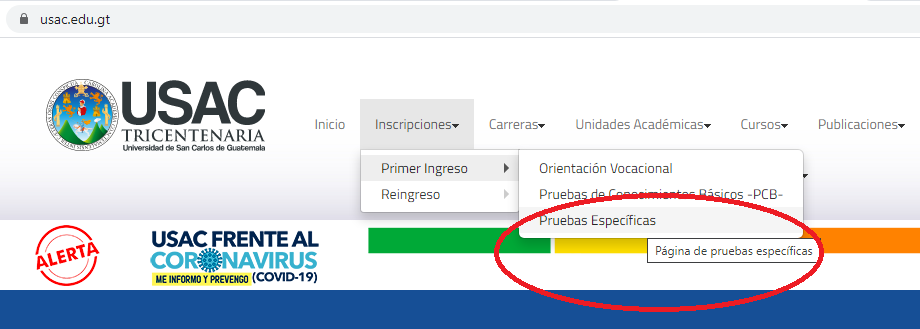 usac.edu.gt
USAC
TRICENTENARIA
Universidad de San Carlos de Guatemala
Inicio
Inscripciones
Carreras
Unidades Académicas
Cursos
Publicaciones
Primer Ingreso
Reingreso
Orientación Vocacional
Pruebas de Conocimientos Básicos -PCB-
Pruebas Específicas
Página de pruebas específicas
ALERTA
USAC FRENTE AL
CORONAVIRUS
ME INFORMO Y PREVENGO (COVID-19)